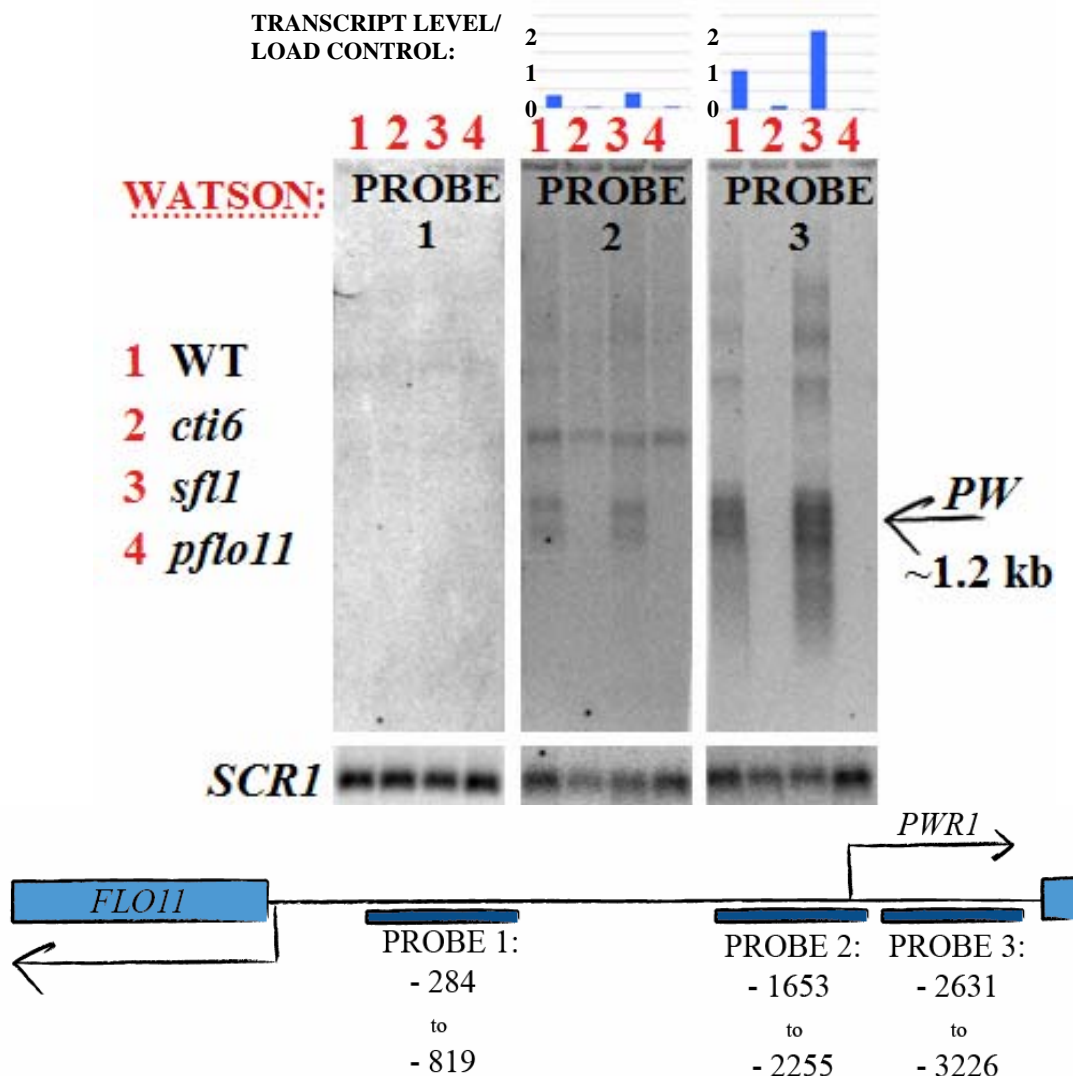 TRANSCRIPT LEVEL/
LOAD CONTROL:
2
1
0
2
1
0
1 2 3 4
1 2 3 4
1 2 3 4
WATSON:
PROBE
1
PROBE
2
PROBE
3
1 WT
2 cti6
3 sfl1
4 pflo11
PW
~1.2 kb
SCR1
PWR1
FLO11
PROBE 1:
- 284
to
- 819
PROBE 2:
- 1653
to
- 2255
PROBE 3:
- 2631
to
- 3226